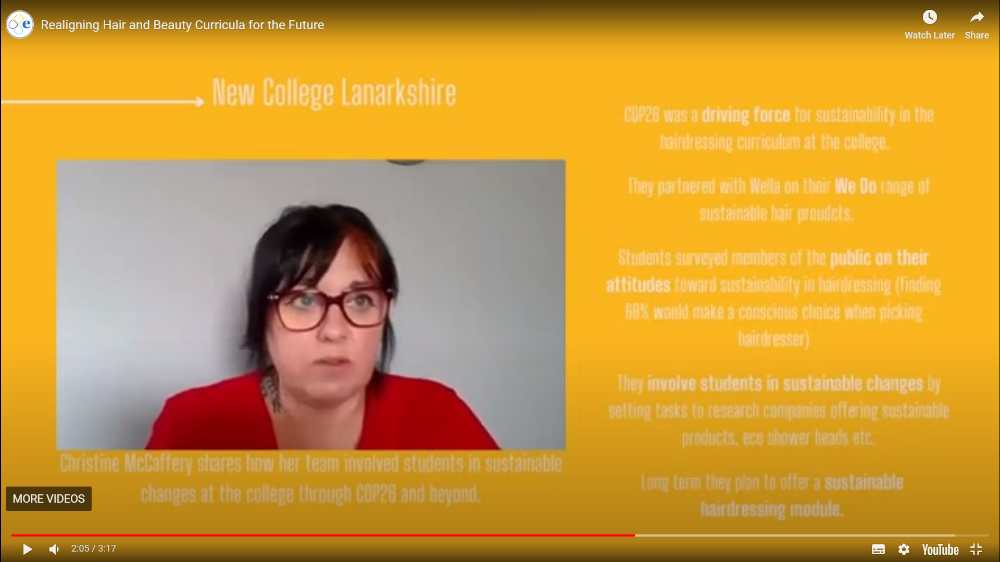 e
Realigning Hair and Beauty Curricula for the Future
Watch Later
Share
New College Lanarkshire
COP26 was a driving force for sustainability in the
hairdressing curriculum at the college.
They partnered with Wella on their We Do range of
sustainable hair proudcts.
Students surveyed members of the public on their
attitudes toward sustainability in hairdressing (finding
would make a conscious choice when picking
hairdresser)
They involve students in sustainable changes by
setting tasks to research companies offering sustainable
products, eco shower heads etc.
Long term they plan to offer a sustainable
hairdressing module.
Christine McCaffery shares how her team involved students in sustainable
changes at the college through COP26 and beyond.
MORE VIDEOS
2:05 / 3:17
YouTube